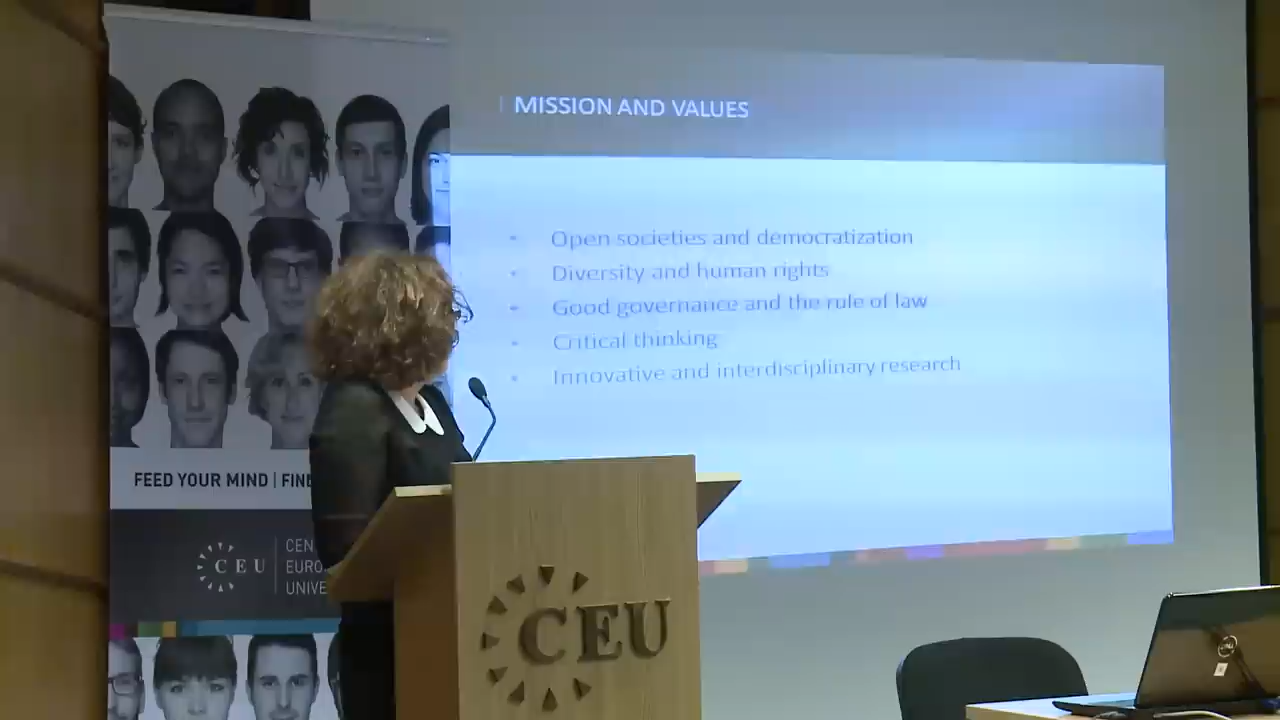 MISSION AND VALUES
• Open societies and democratization
• Diversity and human rights
• Good governance and the rule of law
• Critical thinking
• Innovative and interdisciplinary research
FEED YOUR MIND | FINE
CEU
CEN
EURO
UNIVE
CEU